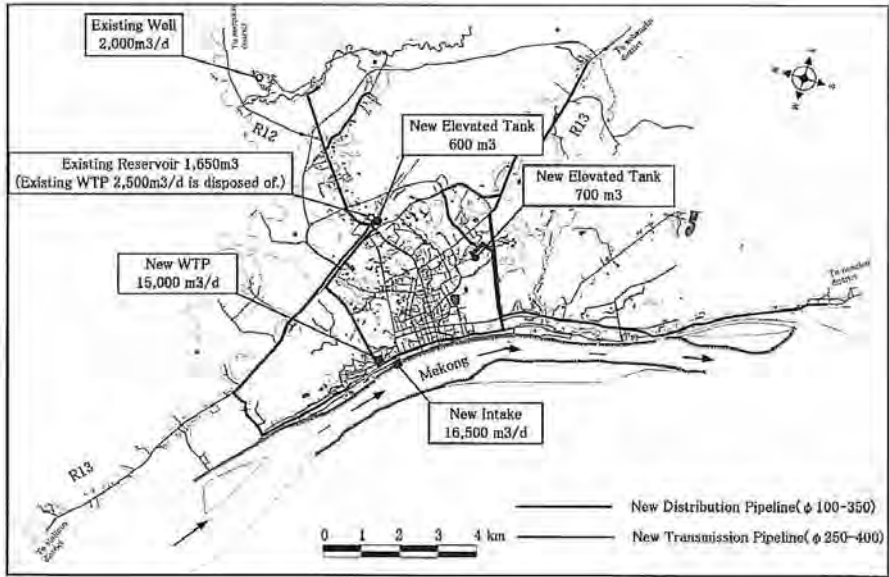 Existing Well
2,000m3/d
R12
New Elevated Tank
600 m3
R13
Existing Reservoir 1,650m3
(Existing WTP 2,500m3/d is disposed of.)
New Elevated Tank
700 m3
New WTP
15,000 m3/d
Mekong
New Intake
16,500 m3/d
R13
0 1 2 3 4 km
New Distribution Pipeline(ϕ 100-350)
New Transmission Pipeline(ϕ 250-400)